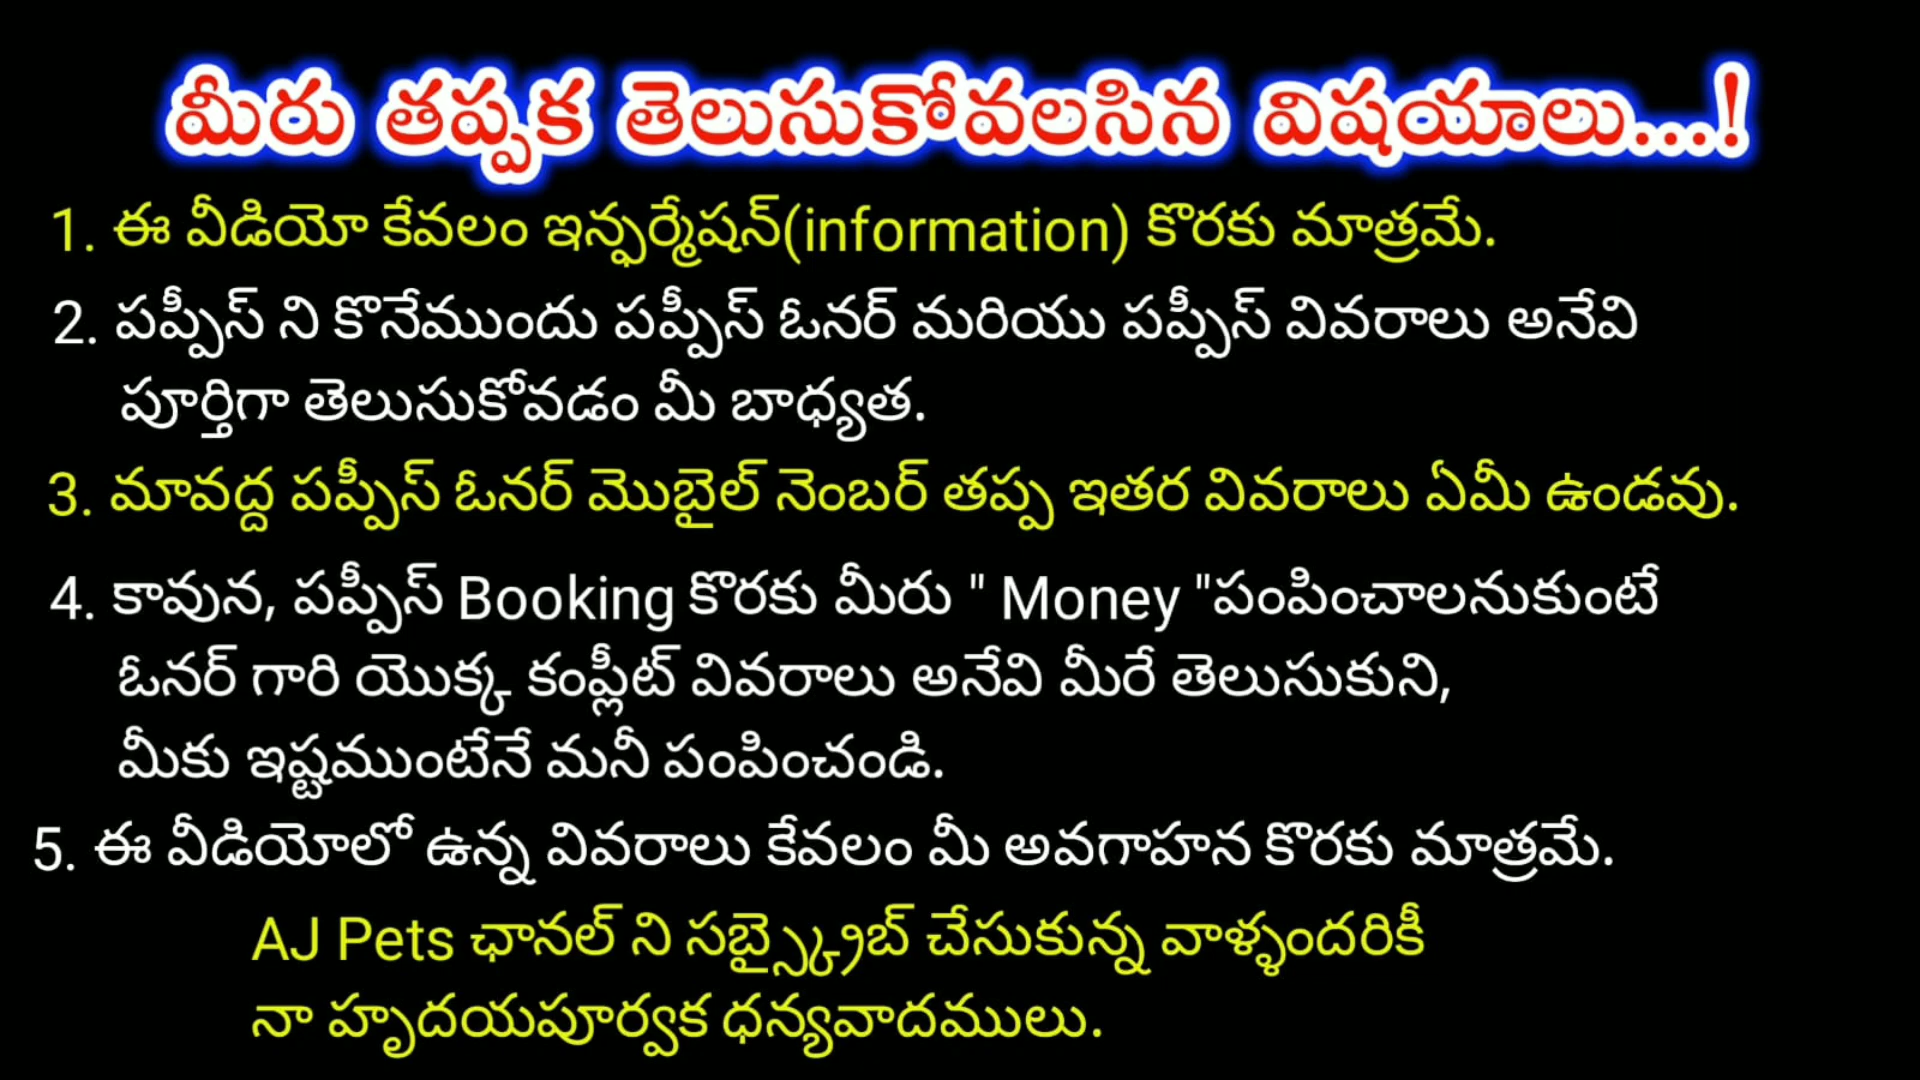 మీరు తప్పక తెలుసుకోవలసిన విషయాలు....!
1. ఈ వీడియో కేవలం ఇన్ఫర్మేషన్(information) కొరకు మాత్రమే.
2. పప్పీస్ ని కొనేముందు పప్పీస్ ఓనర్ మరియు పప్పీస్ వివరాలు అనేవి
పూర్తిగా తెలుసుకోవడం మీ బాధ్యత.
3. మావద్ద పప్పీస్ ఓనర్ మొబైల్ నెంబర్ తప్ప ఇతర వివరాలు ఏమీ ఉండవు.
4. కావున, పప్పీస్ Booking కొరకు మీరు " Money "పంపించాలనుకుంటే
ఓనర్ గారి యొక్క కంప్లీట్ వివరాలు అనేవి మీరే తెలుసుకుని,
మీకు ఇష్టముంటేనే మనీ పంపించండి.
5. ఈ వీడియోలో ఉన్న వివరాలు కేవలం మీ అవగాహన కొరకు మాత్రమే.
AJ Pets ఛానల్ ని సబ్స్క్రైబ్ చేసుకున్న వాళ్ళందరికీ
నా హృదయపూర్వక ధన్యవాదములు.